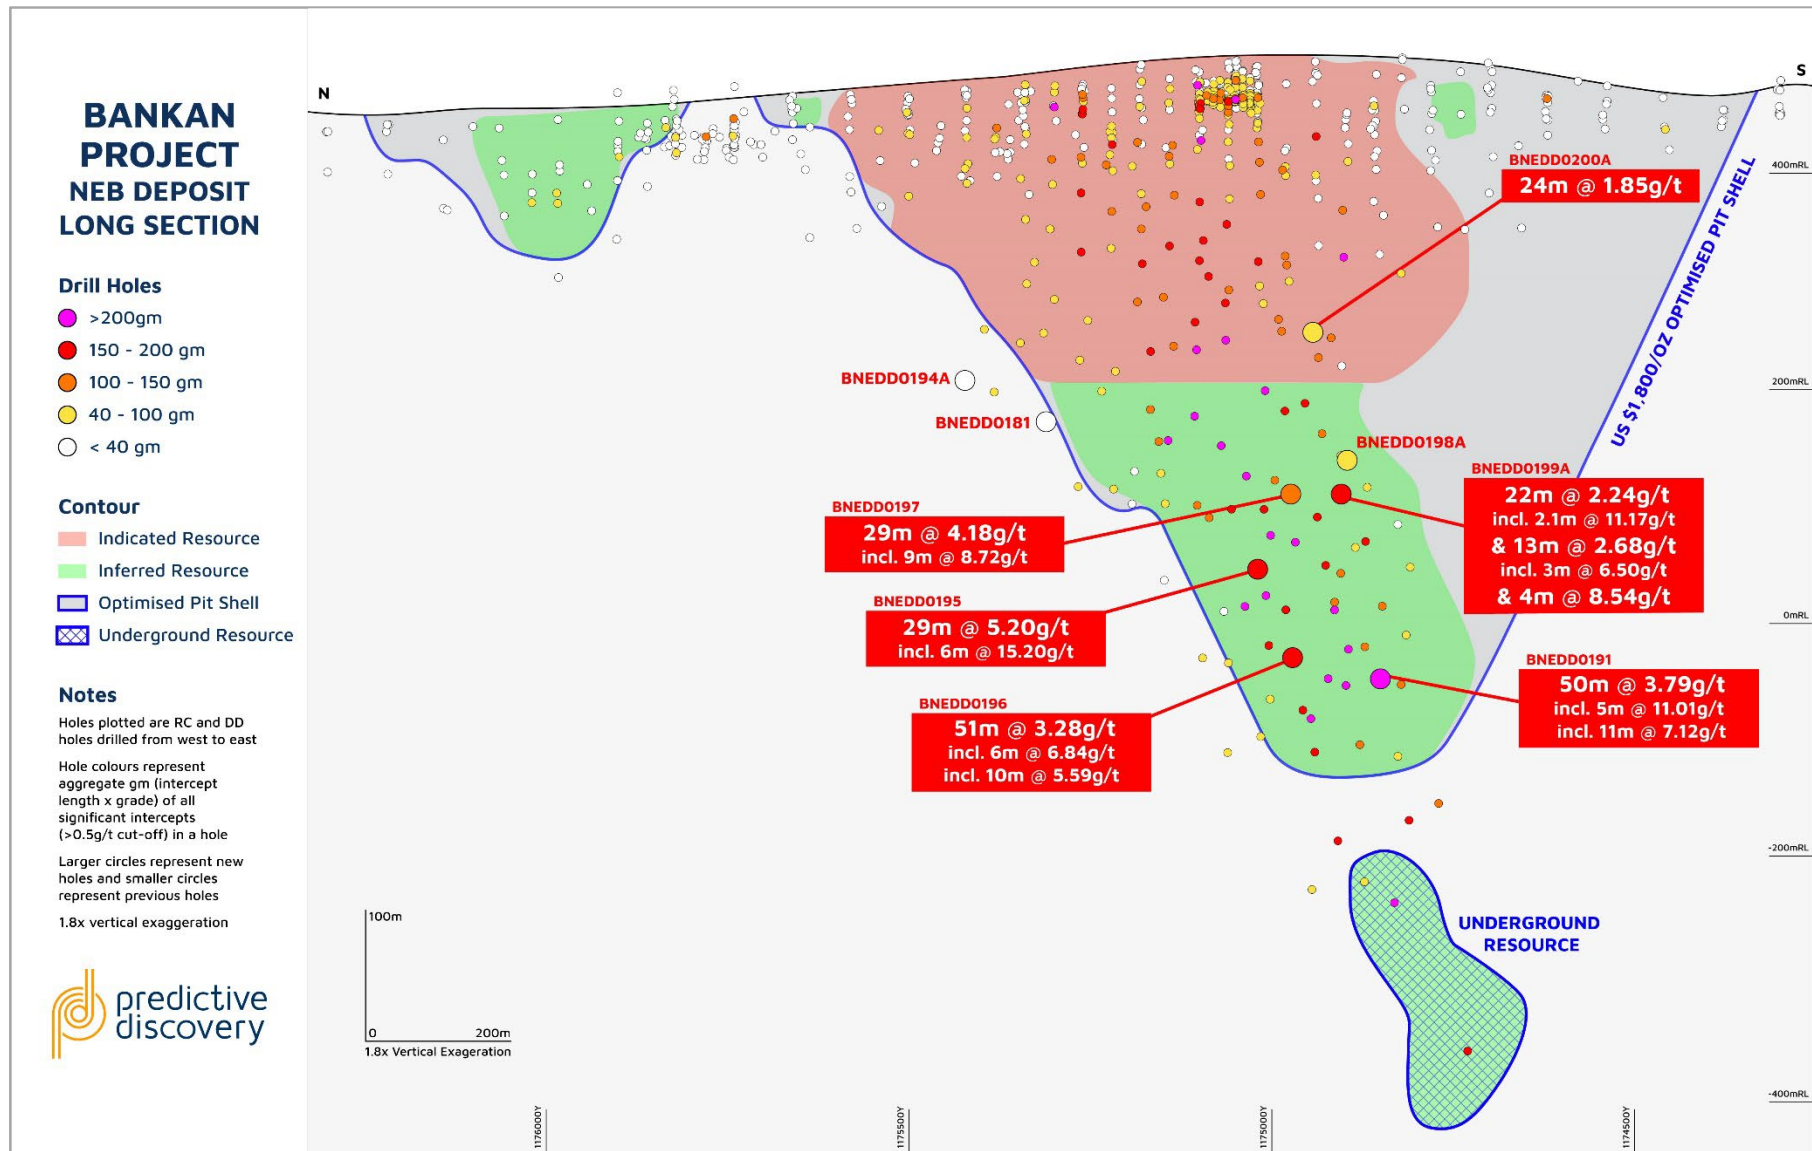 BANKAN
PROJECT
NEB DEPOSIT
LONG SECTION
Drill Holes
>200gm
150 - 200 gm
100 - 150 gm
40 - 100 gm
< 40 gm
Contour
Indicated Resource
Inferred Resource
Optimised Pit Shell
Underground Resource
Notes
Holes plotted are RC and DD
holes drilled from west to east
Hole colours represent
aggregate gm (intercept
length x grade) of all
significant intercepts
(>0.5g/t cut-off) in a hole
Larger circles represent new
holes and smaller circles
represent previous holes
1.8x vertical exaggeration
predictive
discovery
N
S
BNEDD0200A
24m @ 1.85g/t
400mRL
US $1,800/OZ OPTIMISED PIT SHELL
BNEDD0194A
200mRL
BNEDD0181
BNEDD0198A
BNEDD0199A
22m @ 2.24g/t
incl. 2.1m @ 11.17g/t
& 13m @ 2.68g/t
incl. 3m @ 6.50g/t
& 4m @ 8.54g/t
BNEDD0197
29m @ 4.18g/t
incl. 9m @ 8.72g/t
BNEDD0195
29m @ 5.20g/t
incl. 6m @ 15.20g/t
0mRL
BNEDD0191
50m @ 3.79g/t
incl. 5m @ 11.01g/t
incl. 11m @ 7.12g/t
BNEDD0196
51m @ 3.28g/t
incl. 6m @ 6.84g/t
incl. 10m @ 5.59g/t
-200mRL
UNDERGROUND
RESOURCE
100m
0
200m
1.8x Vertical Exageration
-400mRL
1176000Y
1175500Y
1175000Y
1174500Y